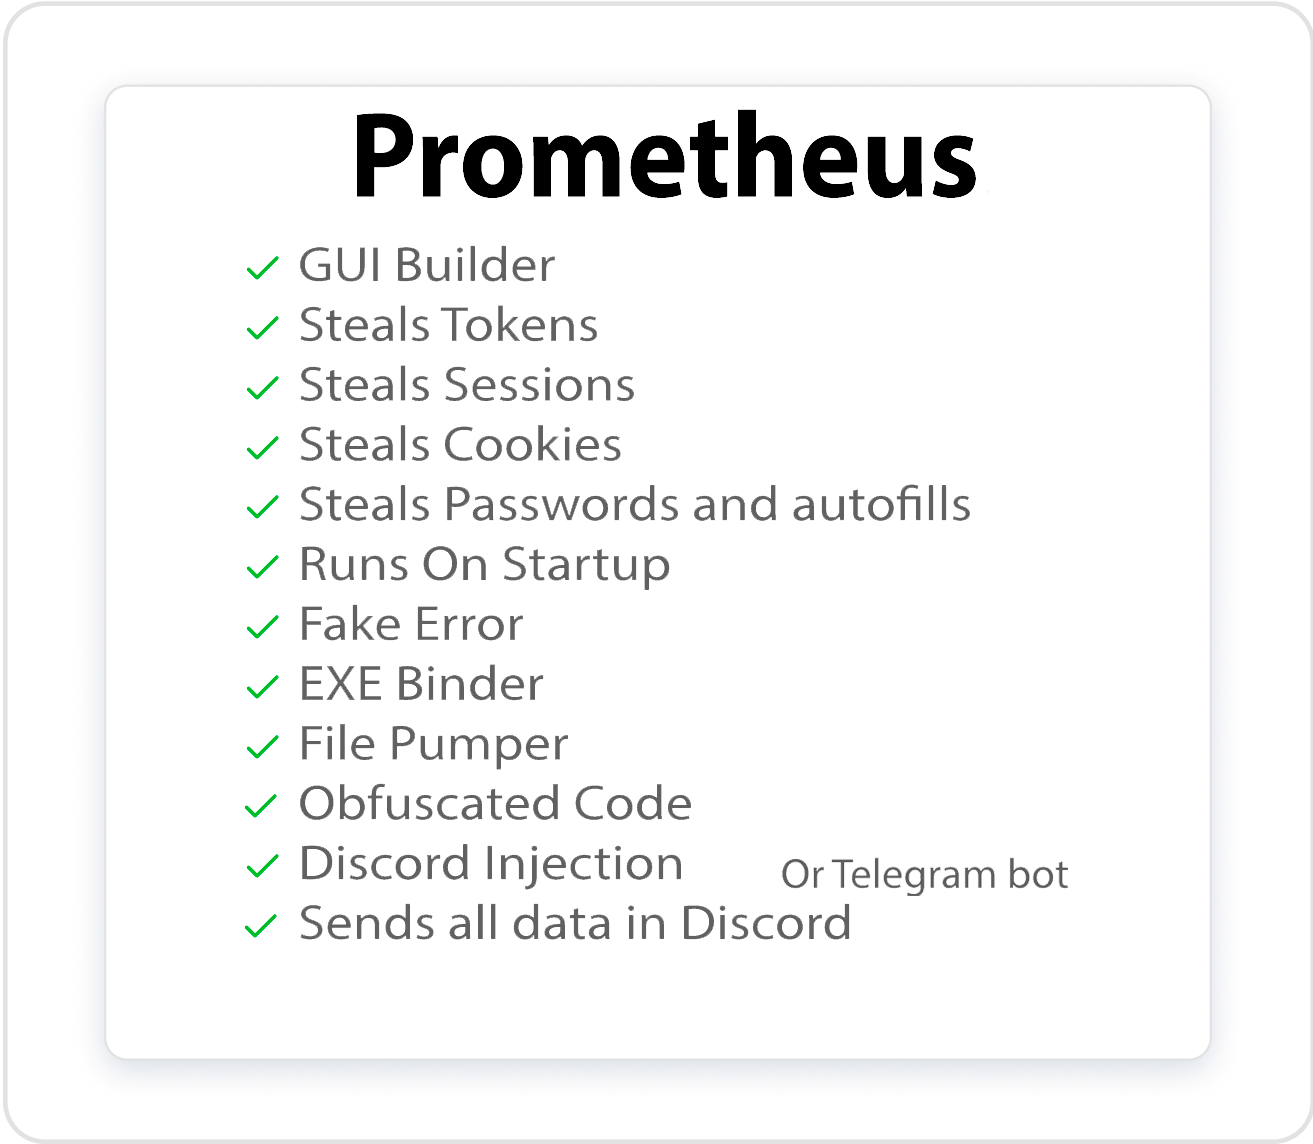 Prometheus
GUI Builder
Steals Tokens
Steals Sessions
Steals Cookies
Steals Passwords and autofills
Runs On Startup
Fake Error
EXE Binder
File Pumper
Obfuscated Code
Discord Injection
Or Telegram bot
Sends all data in Discord